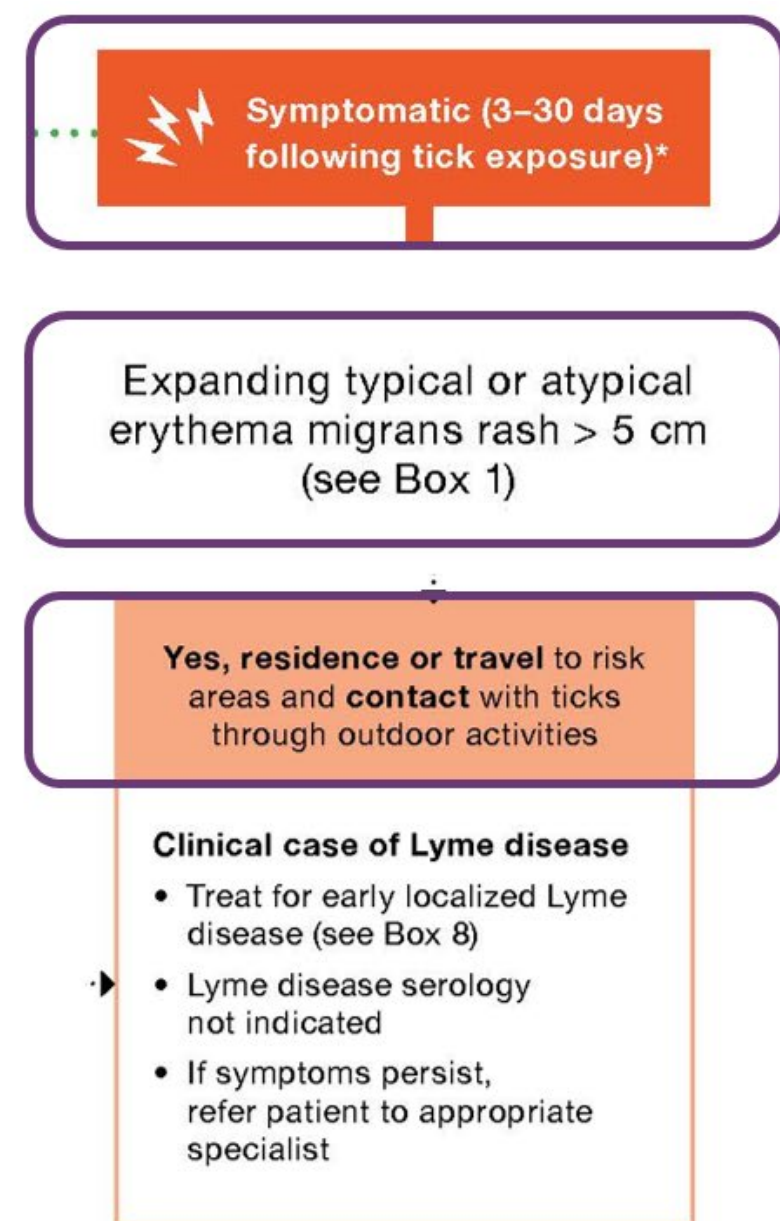 Symptomatic (3–30 days
following tick exposure)*
Expanding typical or atypical
erythema migrans rash > 5 cm
(see Box 1)
Yes, residence or travel to risk
areas and contact with ticks
through outdoor activities
Clinical case of Lyme disease
• Treat for early localized Lyme
disease (see Box 8)
• Lyme disease serology
not indicated
• If symptoms persist,
refer patient to appropriate
specialist